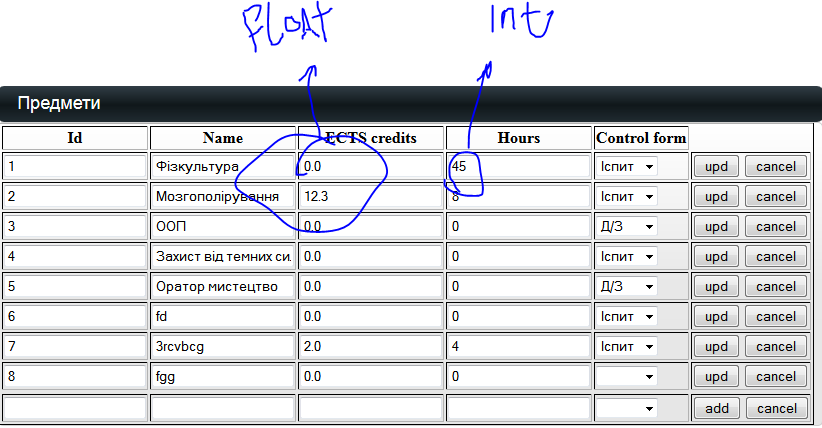 Float Int
Предмети
Id Name ECTS credits Hours Control form
1 Фізкультура 0.0 45 Іспит upd cancel
2 Мозгополірування 12.3 8 Іспит upd cancel
3 ООП 0.0 0 Д/З upd cancel
4 Захист від темних си. 0.0 0 Іспит upd cancel
5 Оратор мистецтво 0.0 0 Д/З upd cancel
6 fd 0.0 0 upd cancel
7 3rcvbcg 2.0 4 Іспит upd cancel
8 fgg 0.0 0 upd cancel
add cancel